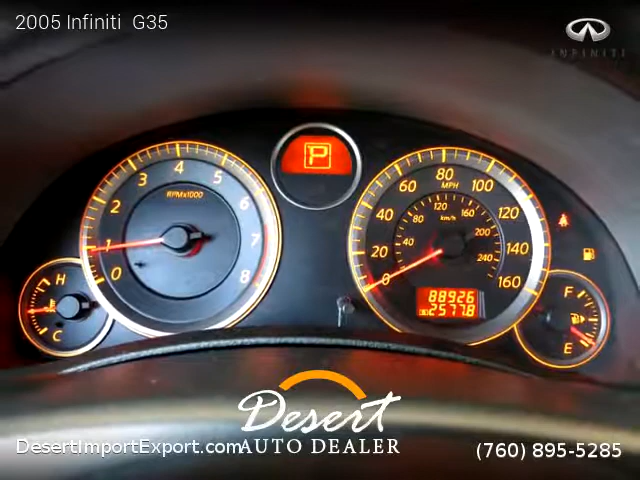 2005 Infiniti G35
INFINITI
P
RPMx1000
0 1 2 3 4 5 6 7 8
MPH
0 20 40 60 80 100 120 140 160
km/h
40 80 120 160 200 240
88926
2577.8
H
C
F
E
Desert
AUTO DEALER
DesertImportExport.com
(760) 895-5285